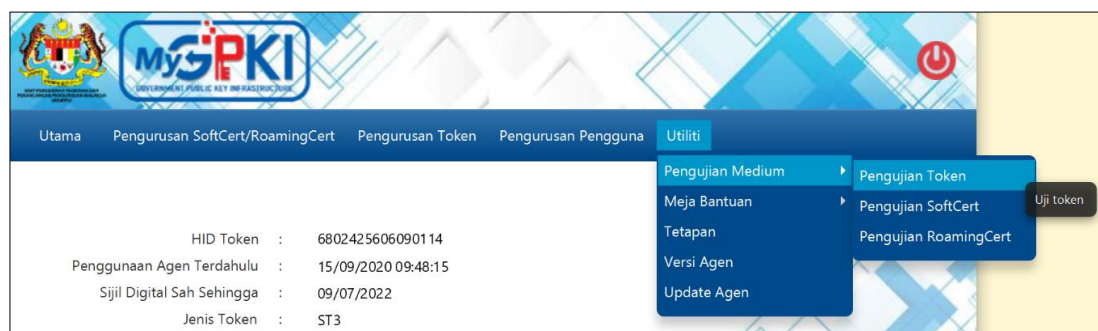 MyGPKI
GOVERNMENT PUBLIC KEY INFRASTRUCTURE
Utama Pengurusan SoftCert/RoamingCert Pengurusan Token Pengurusan Pengguna Utiliti
Pengujian Medium
Meja Bantuan
Tetapan
Versi Agen
Update Agen
Pengujian Token
Pengujian SoftCert
Pengujian RoamingCert
Uji token
HID Token : 6802425606090114
Penggunaan Agen Terdahulu : 15/09/2020 09:48:15
Sijil Digital Sah Sehingga : 09/07/2022
Jenis Token : ST3